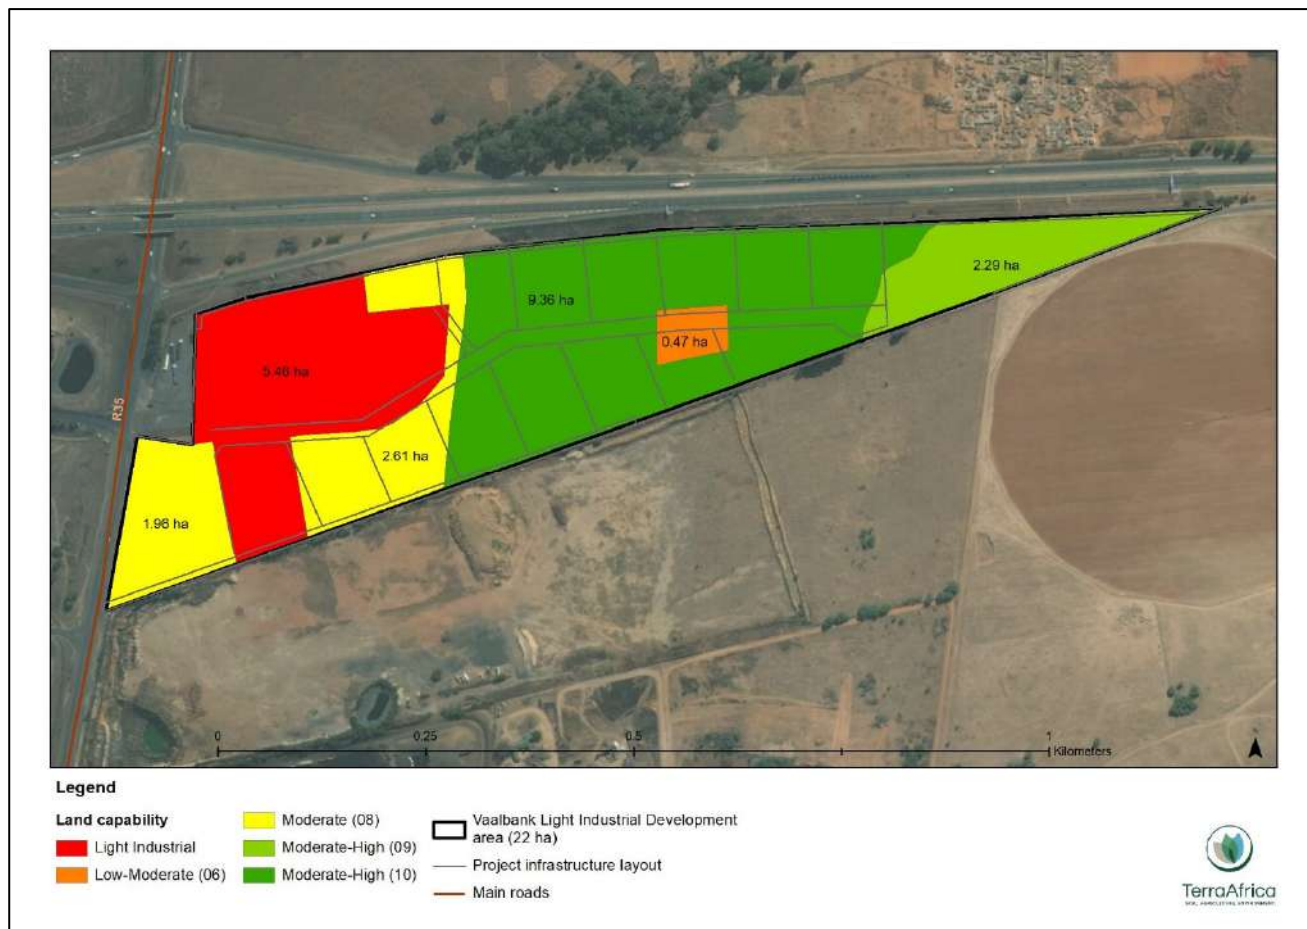 2.29 ha
9.36 ha
0.47 ha
5.46 ha
R35
2.61 ha
1.96 ha
0
0.25
0.5
1
Kilometers
Legend
Land capability
Light Industrial
Low-Moderate (06)
Moderate (08)
Moderate-High (09)
Moderate-High (10)
Vaalbank Light Industrial Development
area (22 ha)
Project infrastructure layout
Main roads
TerraAfrica